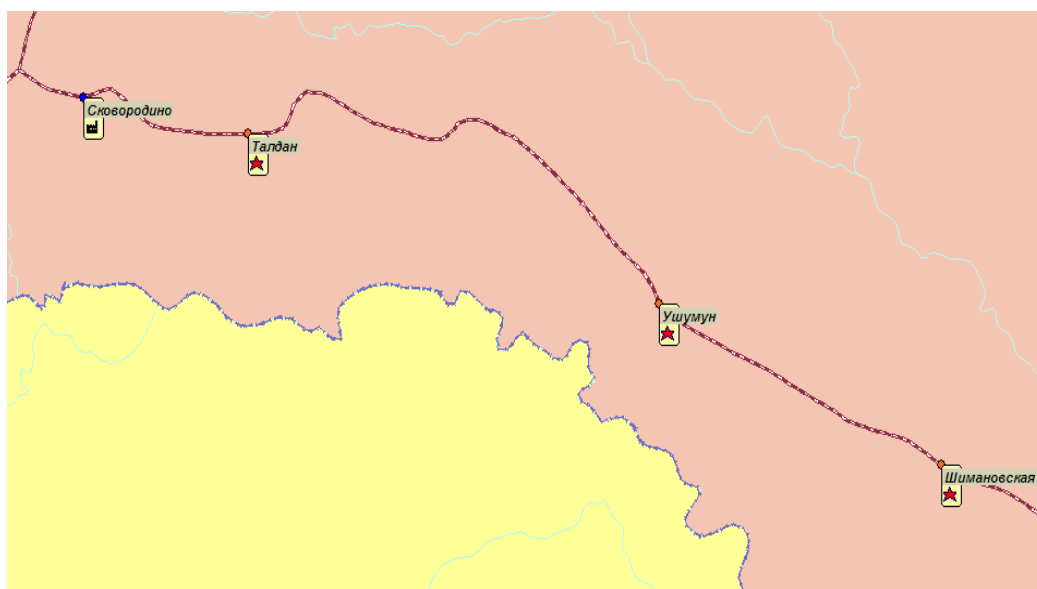 Сковородино
Талдан
Ушумун
Шимановская